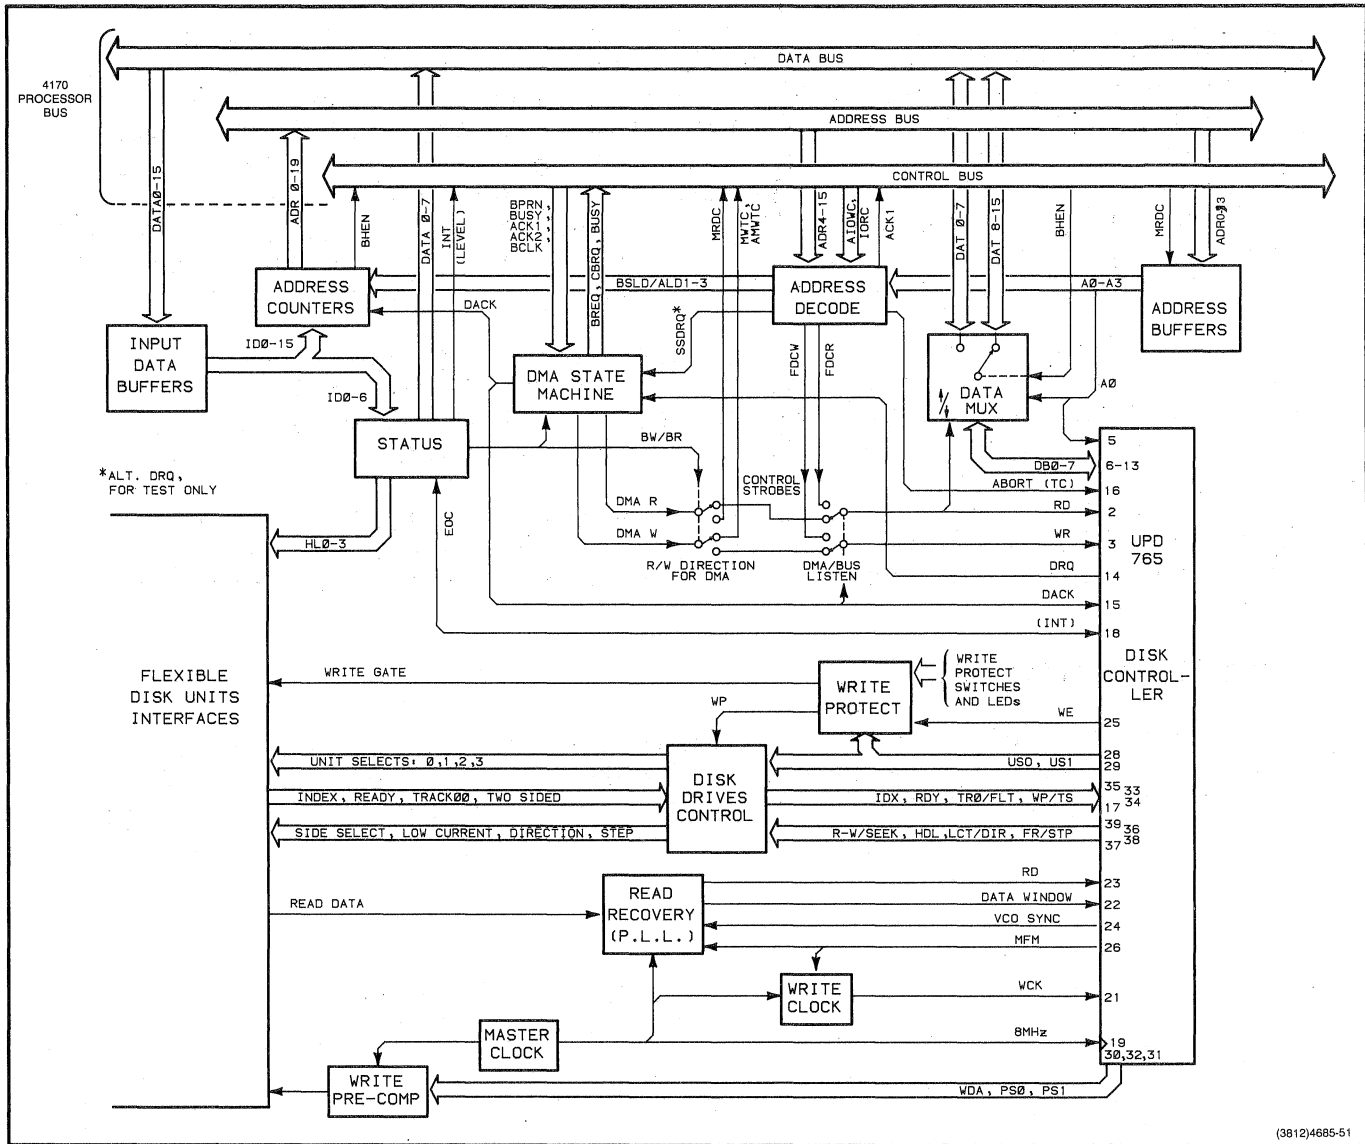 DATA BUS
4170
PROCESSOR
BUS
ADDRESS BUS
CONTROL BUS
DATA0-15
ADR 0-19
BHEN
DATA 0-7
INT
(LEVEL)
BPRN,
BUSY,
ACK1,
ACK2,
BCLK
BREQ, CBRQ, BUSY
MRDC
MWTC,
AMWTC
ADR4-15
AIOWC,
IORC
ACK1
DAT 0-7
DAT 8-15
BHEN
MRDC
ADR0-3
ADDRESS
COUNTERS
BSLD/ALD1-3
ADDRESS
DECODE
A0-A3
ADDRESS
BUFFERS
DACK
SSDRQ*
INPUT
DATA
BUFFERS
ID0-15
ID0-6
DMA STATE
MACHINE
FDCW
FDCR
DATA
MUX
A0
STATUS
BW/BR
5
DB0-7
6-13
*ALT. DRQ,
FOR TEST ONLY
CONTROL
STROBES
ABORT (TC)
16
EOC
DMA R
RD
2
HL0-3
DMA W
WR
3
UPD
765
R/W DIRECTION
FOR DMA
DMA/BUS
LISTEN
DRQ
14
DACK
15
(INT)
18
FLEXIBLE
DISK UNITS
INTERFACES
WRITE GATE
WRITE
PROTECT
WRITE
PROTECT
SWITCHES
AND LEDs
DISK
CONTROL-
LER
WP
WE
25
UNIT SELECTS: 0,1,2,3
US0, US1
28
29
DISK
DRIVES
CONTROL
INDEX, READY, TRACK00, TWO SIDED
IDX, RDY, TR0/FLT, WP/TS
35 33
17 34
SIDE SELECT, LOW CURRENT, DIRECTION, STEP
R-W/SEEK, HDL,LCT/DIR, FR/STP
39 36
37 38
READ DATA
READ
RECOVERY
(P.L.L.)
RD
23
DATA WINDOW
22
VCO SYNC
24
MFM
26
WRITE
CLOCK
WCK
21
MASTER
CLOCK
8MHz
19
30,32,31
WRITE
PRE-COMP
WDA, PS0, PS1
(3812)4685-51